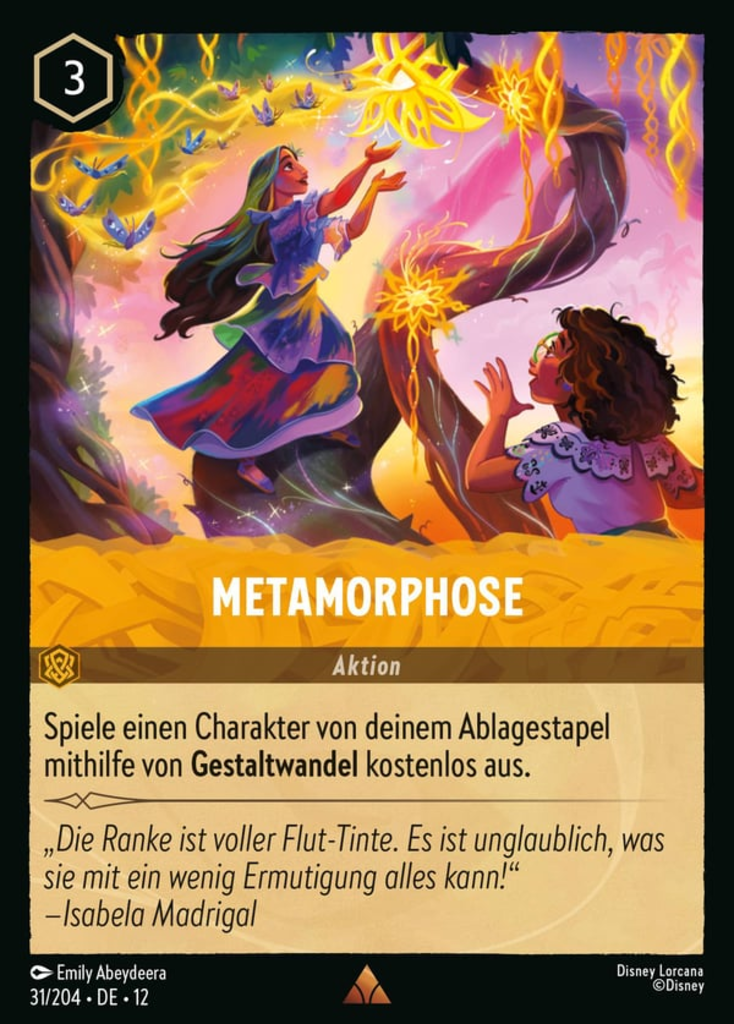 3
METAMORPHOSE
Aktion
Spiele einen Charakter von deinem Ablagestapel
mithilfe von Gestaltwandel kostenlos aus.
„Die Ranke ist voller Flut-Tinte. Es ist unglaublich, was
sie mit ein wenig Ermutigung alles kann!“
–Isabela Madrigal
Emily Abeydeera
31/204 • DE • 12
Disney Lorcana
©Disney